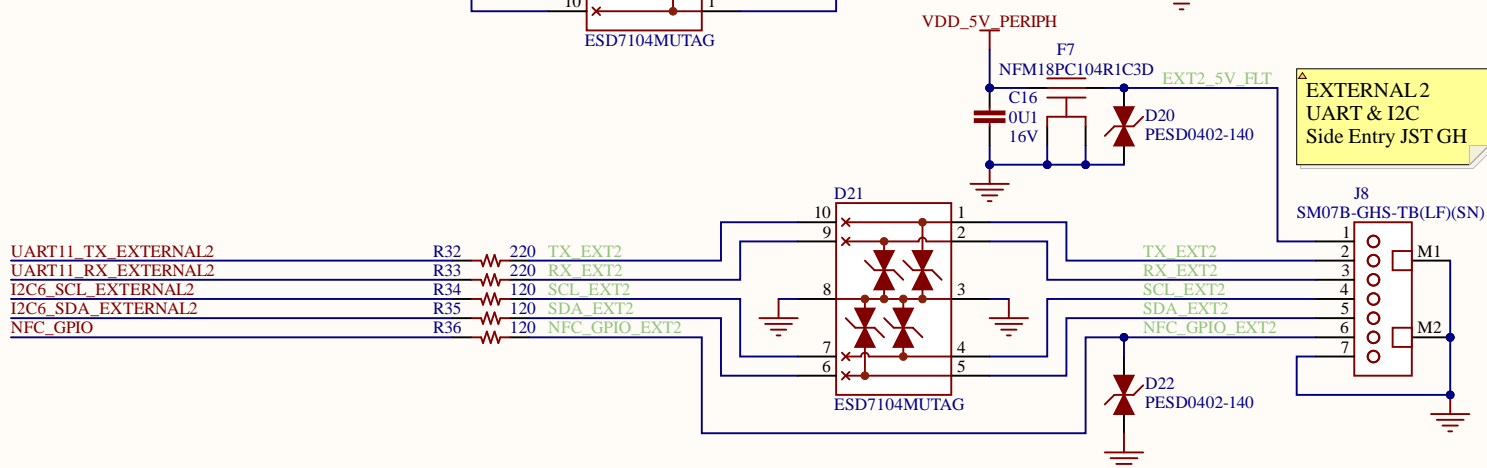 10
1
ESD7104MUTAG
VDD_5V_PERIPH
F7
NFM18PC104R1C3D
EXT2_5V_FLT
C16
0U1
16V
D20
PESD0402-140
EXTERNAL 2
UART & I2C
Side Entry JST GH
D21
J8
SM07B-GHS-TB(LF)(SN)
10
1
9
2
8
3
7
4
6
5
ESD7104MUTAG
UART11_TX_EXTERNAL2 R32 220 TX_EXT2
UART11_RX_EXTERNAL2 R33 220 RX_EXT2
I2C6_SCL_EXTERNAL2 R34 120 SCL_EXT2
I2C6_SDA_EXTERNAL2 R35 120 SDA_EXT2
NFC_GPIO R36 120 NFC_GPIO_EXT2
1
TX_EXT2 2 M1
RX_EXT2 3
SCL_EXT2 4
SDA_EXT2 5
NFC_GPIO_EXT2 6 M2
7
D22
PESD0402-140